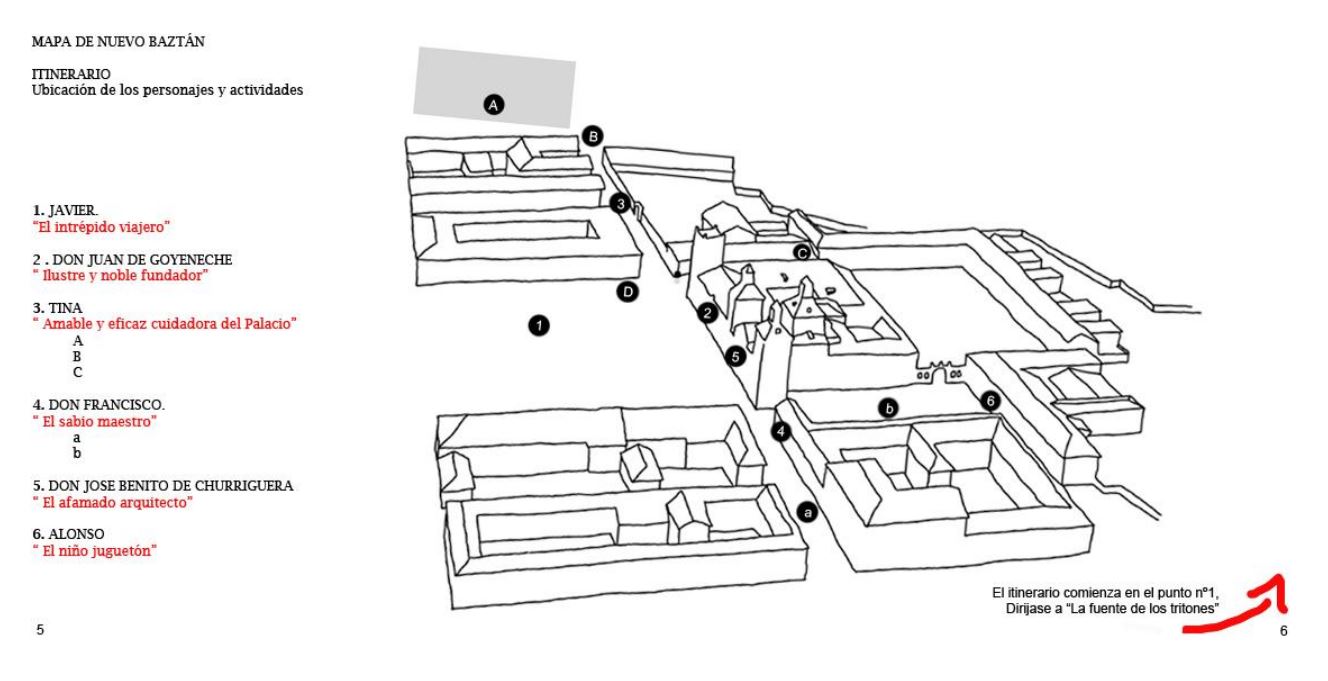 MAPA DE NUEVO BAZTÁN
ITINERARIO
Ubicación de los personajes y actividades
1. JAVIER.
“El intrépido viajero”
2 . DON JUAN DE GOYENECHE
“ Ilustre y noble fundador”
3. TINA
“ Amable y eficaz cuidadora del Palacio”
A
B
C
4. DON FRANCISCO.
“ El sabio maestro”
a
b
5. DON JOSE BENITO DE CHURRIGUERA
“ El afamado arquitecto”
6. ALONSO
“ El niño juguetón”
5
A
B
3
C
D
2
1
5
b
6
4
a
El itinerario comienza en el punto nº1,
Dirijase a “La fuente de los tritones”
6